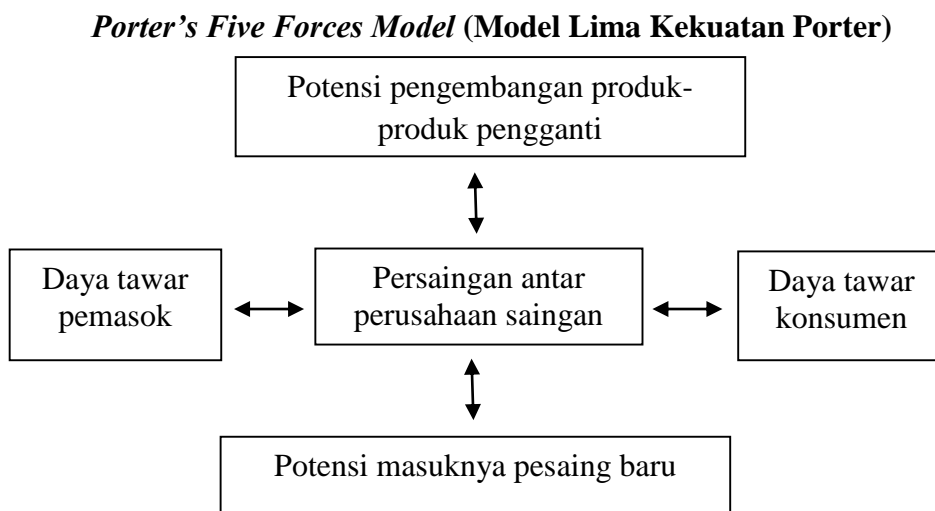 Porter’s Five Forces Model (Model Lima Kekuatan Porter)
Potensi pengembangan produk-
produk pengganti
Daya tawar
pemasok
Persaingan antar
perusahaan saingan
Daya tawar
konsumen
Potensi masuknya pesaing baru